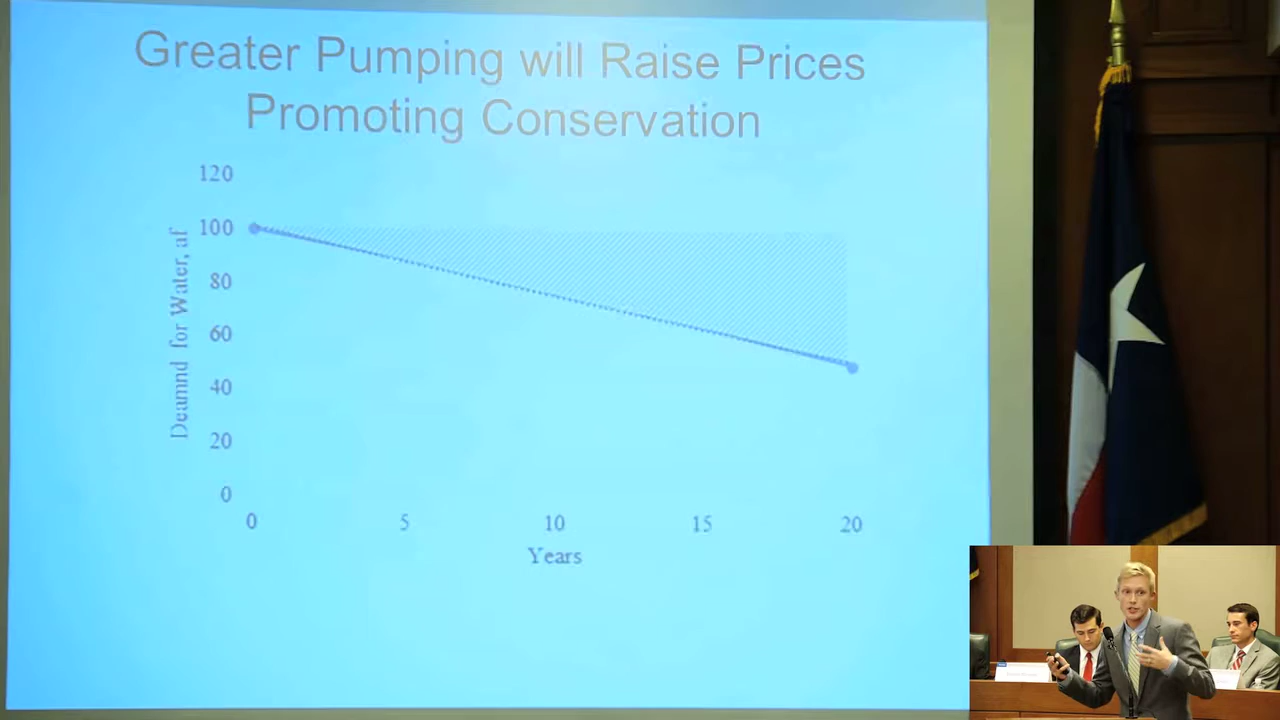 Greater Pumping will Raise Prices
Promoting Conservation
120
100
80
60
40
20
0
Deamnd for Water, af
0 5 10 15 20
Years